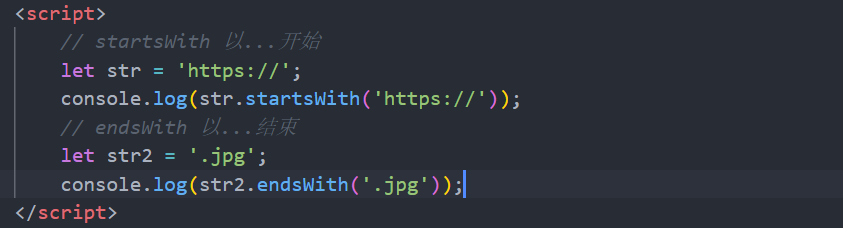 <script>
// startsWith 以...开始
let str = 'https://';
console.log(str.startsWith('https://'));
// endsWith 以...结束
let str2 = '.jpg';
console.log(str2.endsWith('.jpg'));
</script>